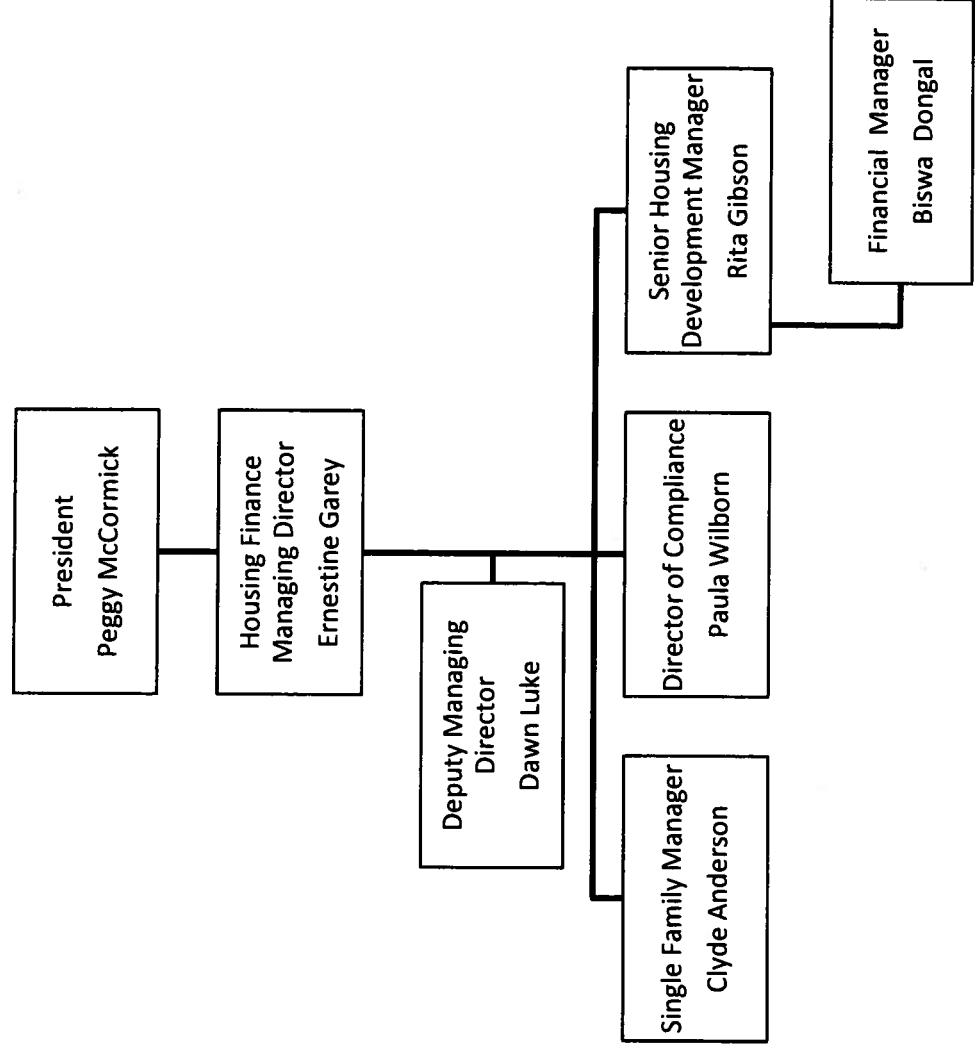 President
Peggy McCormick
Housing Finance
Managing Director
Ernestine Garey
Deputy Managing
Director
Dawn Luke
Single Family Manager
Clyde Anderson
Director of Compliance
Paula Wilborn
Senior Housing
Development Manager
Rita Gibson
Financial Manager
Biswa Dongal